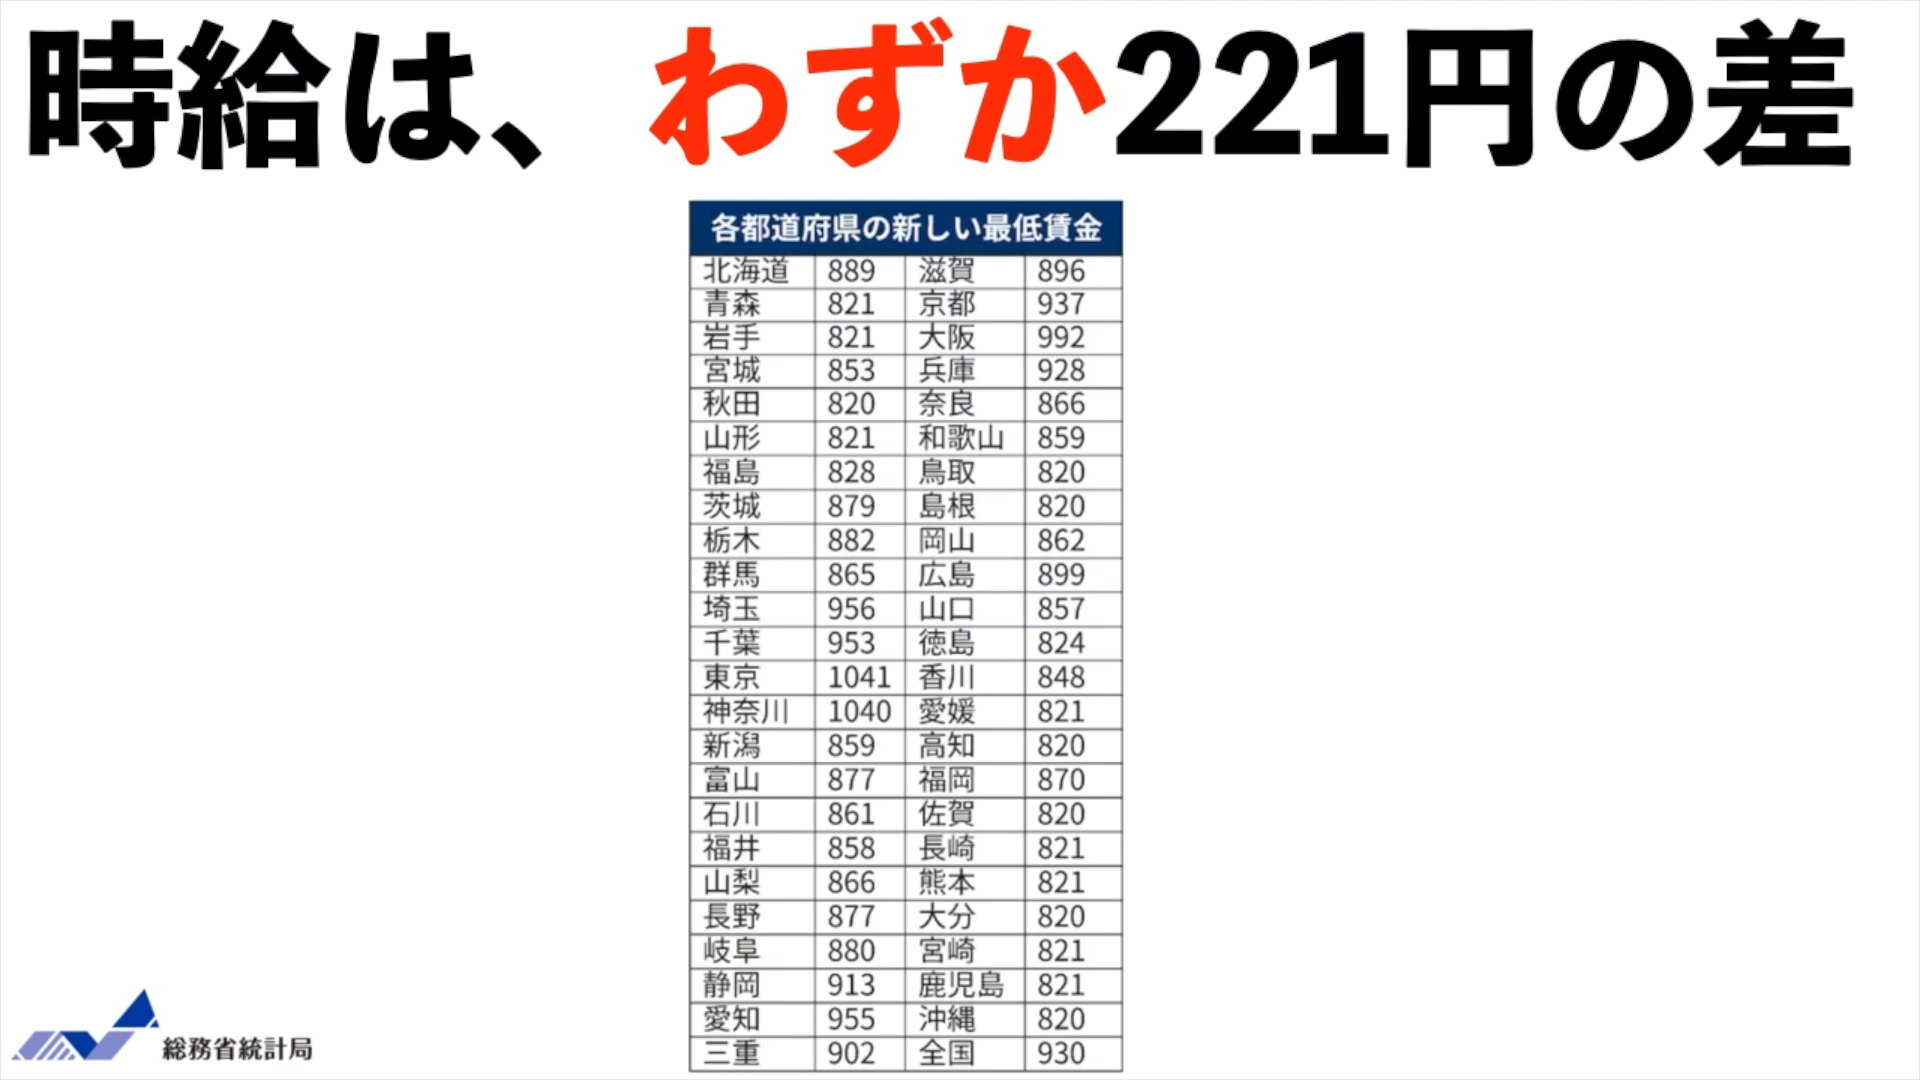 時給は、わずか221円の差
各都道府県の新しい最低賃金
北海道 889 滋賀 896
青森 821 京都 937
岩手 821 大阪 992
宮城 853 兵庫 928
秋田 820 奈良 866
山形 821 和歌山 859
福島 828 鳥取 820
茨城 879 島根 820
栃木 882 岡山 862
群馬 865 広島 899
埼玉 956 山口 857
千葉 953 徳島 824
東京 1041 香川 848
神奈川 1040 愛媛 821
新潟 859 高知 820
富山 877 福岡 870
石川 861 佐賀 820
福井 858 長崎 821
山梨 866 熊本 821
長野 877 大分 820
岐阜 880 宮崎 821
静岡 913 鹿児島 821
愛知 955 沖縄 820
三重 902 全国 930
総務省統計局